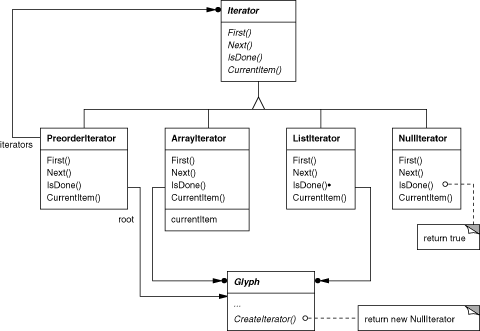 Iterator
First()
Next()
IsDone()
CurrentItem()
iterators
PreorderIterator
First()
Next()
IsDone()
CurrentItem()
root
ArrayIterator
First()
Next()
IsDone()
CurrentItem()
currentItem
ListIterator
First()
Next()
IsDone()
CurrentItem()
NullIterator
First()
Next()
IsDone()
CurrentItem()
return true
Glyph
...
CreateIterator()
return new NullIterator